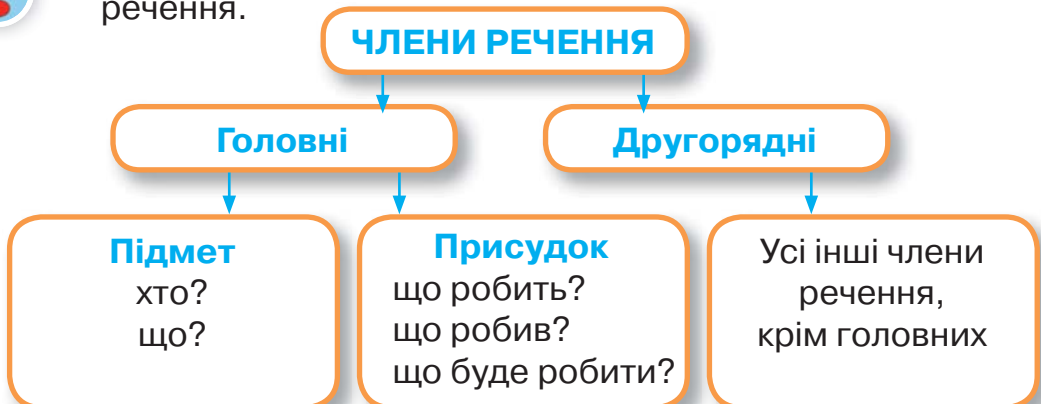 речення.
ЧЛЕНИ РЕЧЕННЯ
Головні
Другорядні
Підмет
хто?
що?
Присудок
що робить?
що робив?
що буде робити?
Усі інші члени
речення,
крім головних